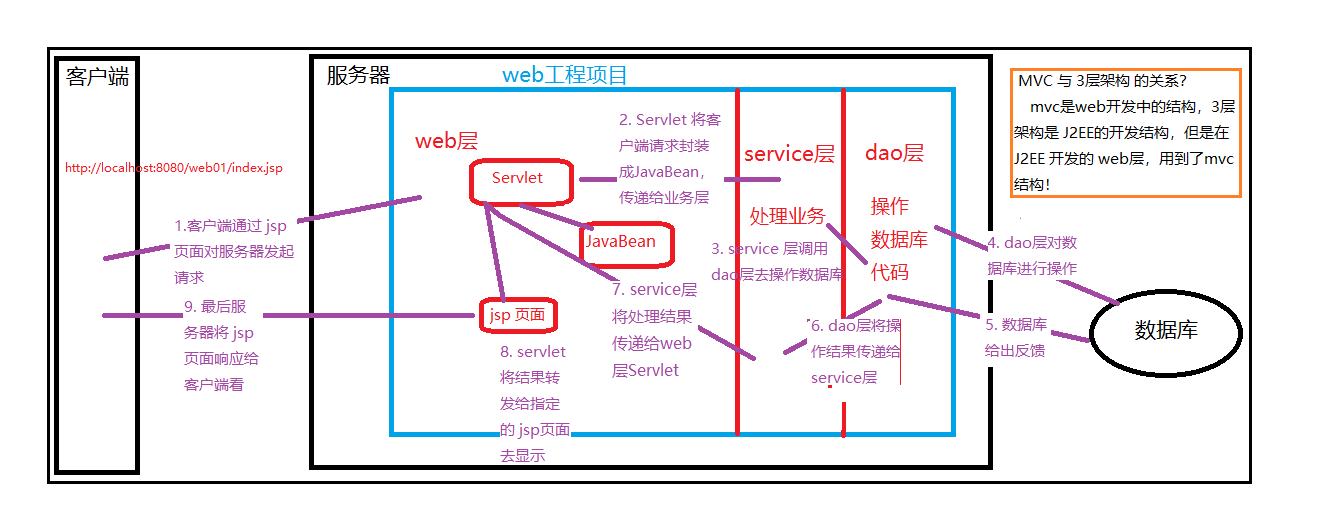 客户端
http://localhost:8080/web01/index.jsp
1.客户端通过 jsp
页面对服务器发起
请求
9. 最后服
务器将 jsp
页面响应给
客户端看
服务器
web工程项目
web层
Servlet
JavaBean
jsp 页面
2. Servlet 将客
户端请求封装
成JavaBean，
传递给业务层
service层
处理业务
3. service 层调用
dao层去操作数据库
dao层
操作
数据库
代码
4. dao层对数
据库进行操作
数据库
5. 数据库
给出反馈
6. dao层将操
作结果传递给
service层
7. service层
将处理结果
传递给web
层Servlet
8. servlet
将结果转
发给指定
的 jsp页面
去显示
MVC 与 3层架构 的关系？
mvc是web开发中的结构，3层
架构是 J2EE的开发结构，但是在
J2EE 开发的 web层，用到了mvc
结构！